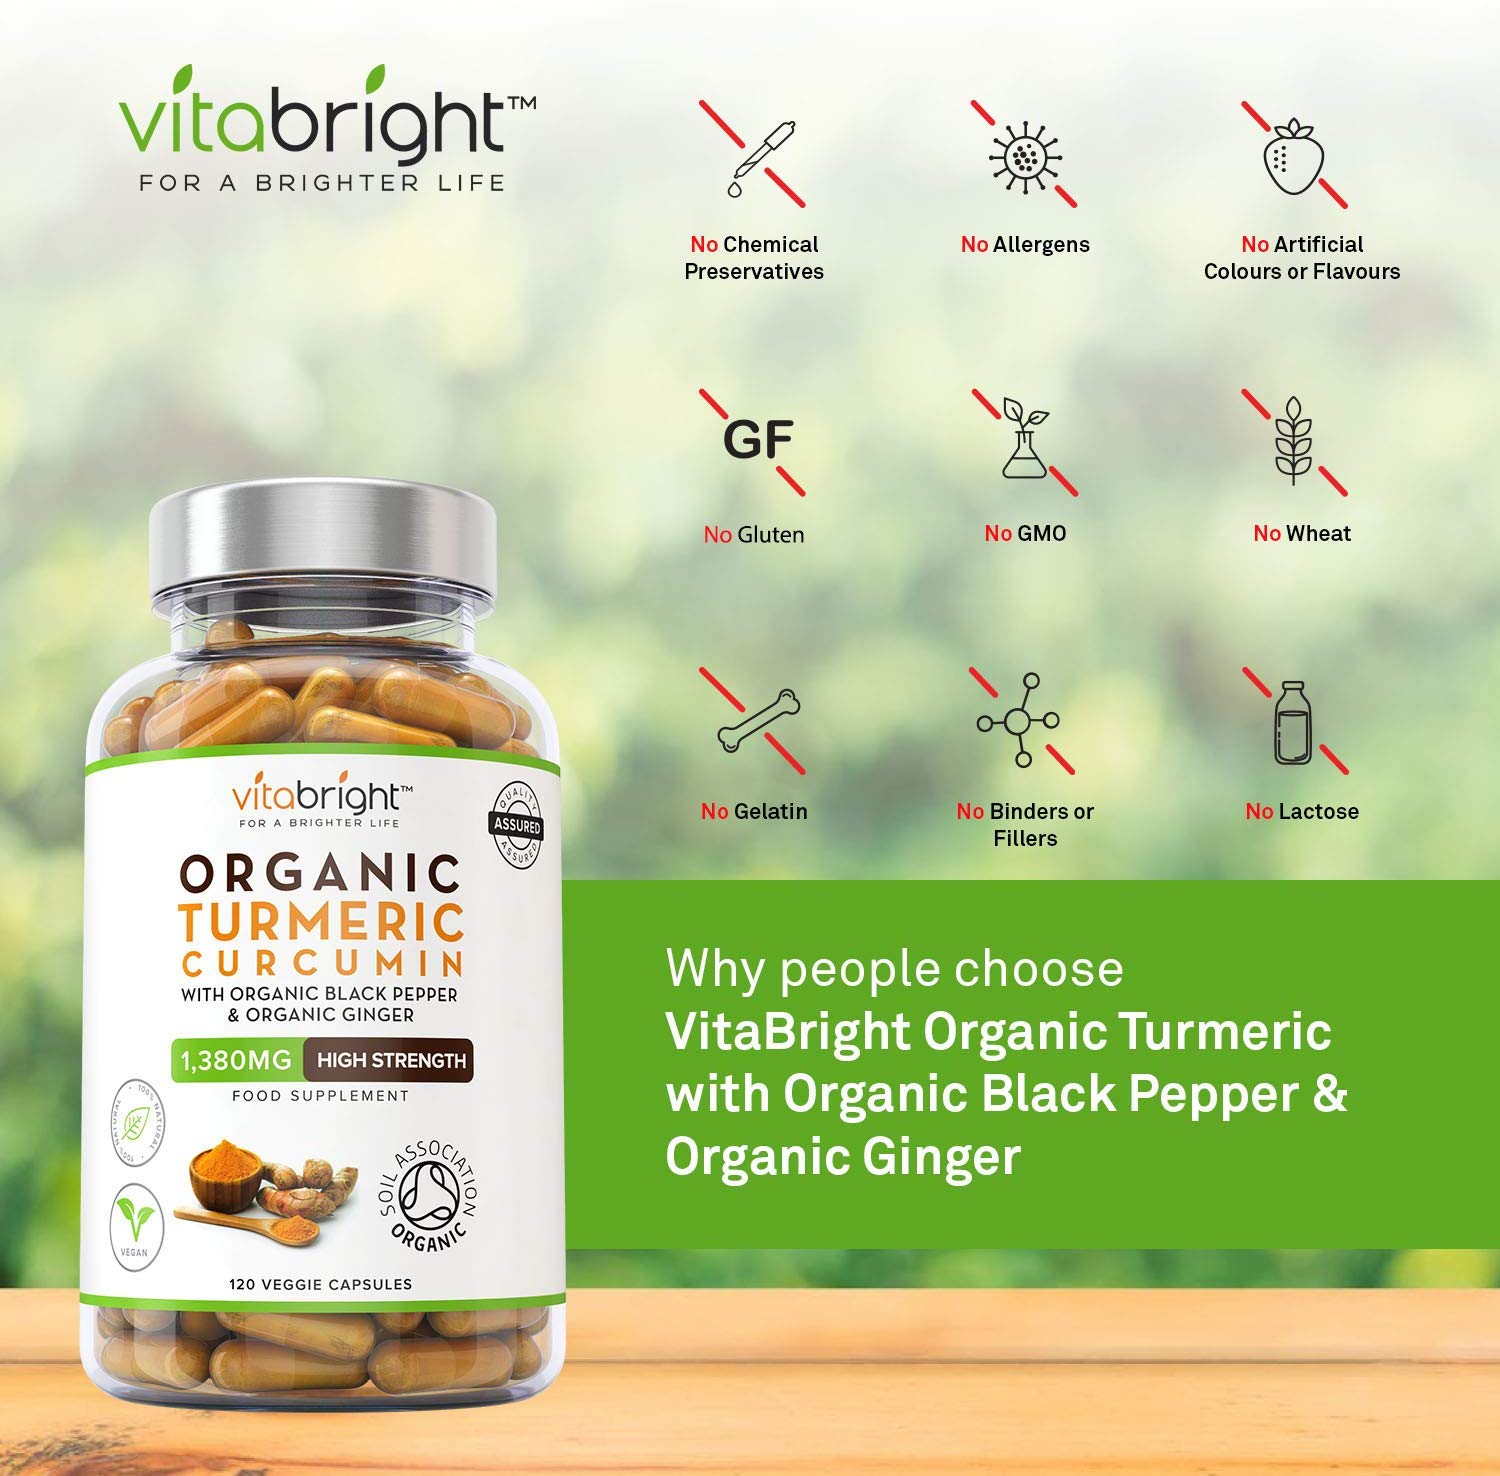 vitabright™
FOR A BRIGHTER LIFE
No Chemical
Preservatives
No Allergens
No Artificial
Colours or Flavours
GF
No Gluten
No GMO
No Wheat
No Gelatin
No Binders or
Fillers
No Lactose
vitabright™
FOR A BRIGHTER LIFE
QUALITY
ASSURED
ASSURED
ORGANIC
TURMERIC
CURCUMIN
WITH ORGANIC BLACK PEPPER
& ORGANIC GINGER
1,380MG HIGH STRENGTH
FOOD SUPPLEMENT
100% NATURAL
100% NATURAL
VEGAN
SOIL ASSOCIATION
ORGANIC
120 VEGGIE CAPSULES
Why people choose
VitaBright Organic Turmeric
with Organic Black Pepper &
Organic Ginger